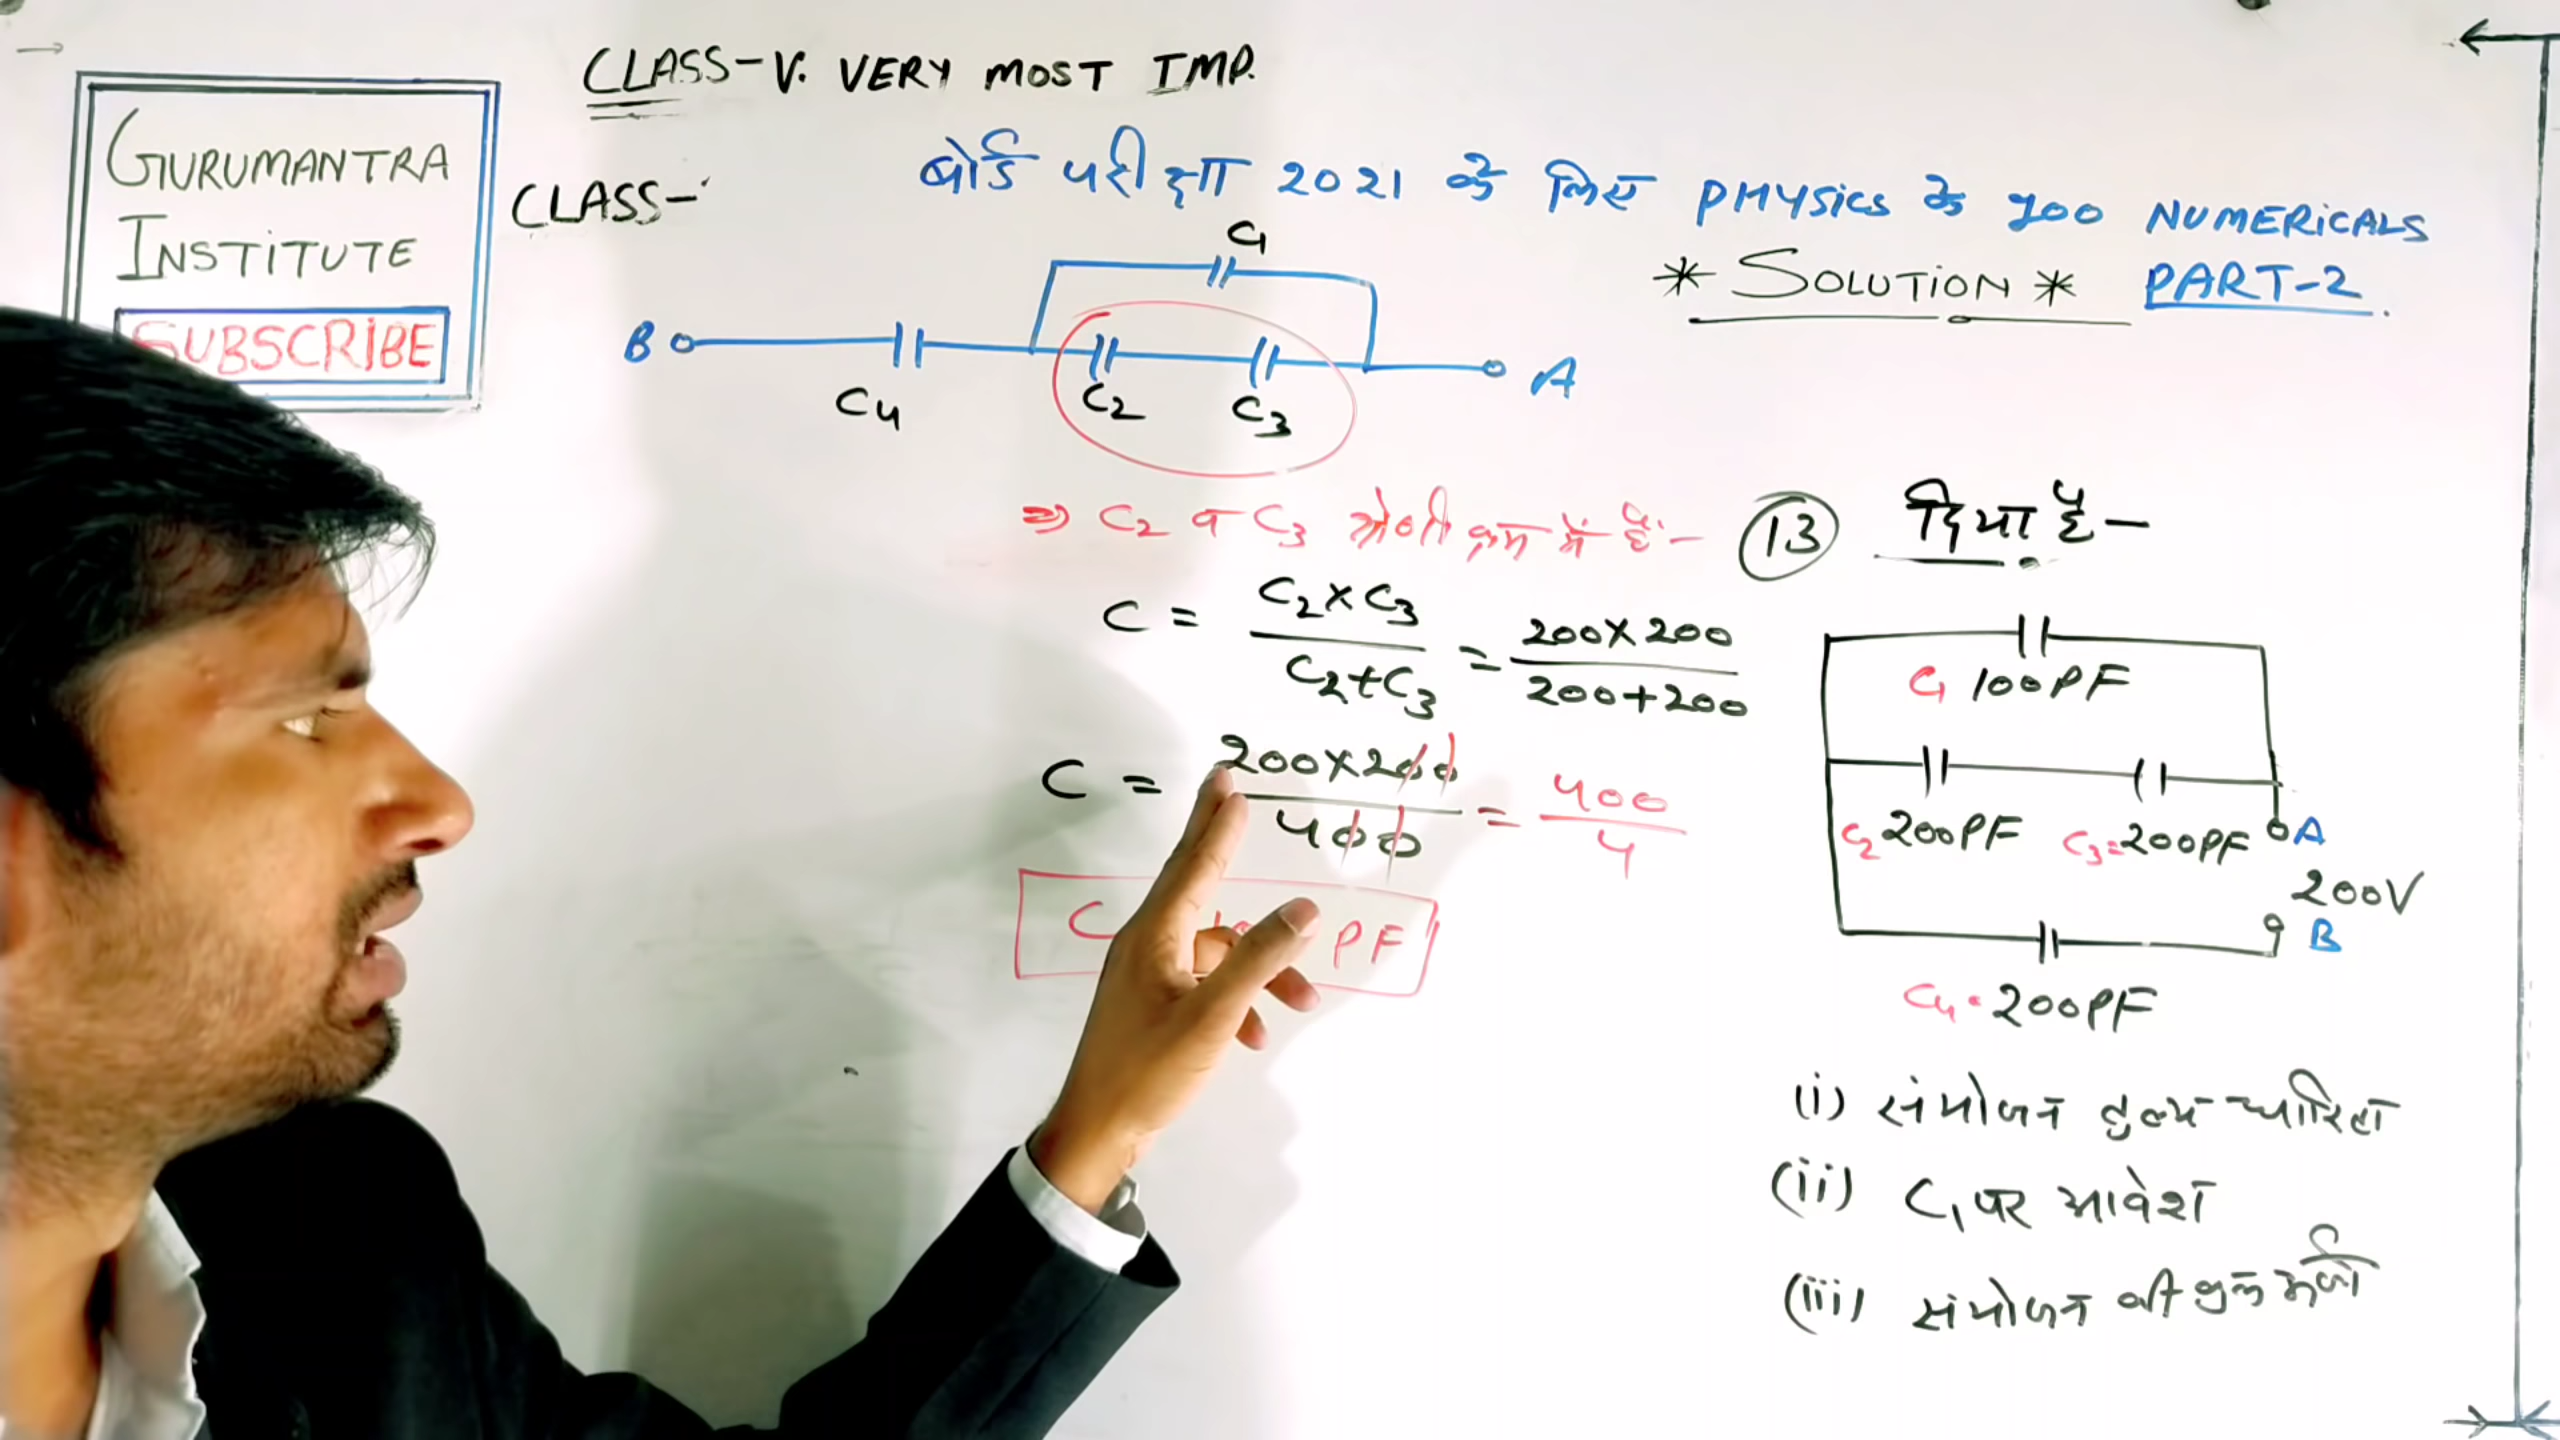 CLASS-V. VERY MOST IMP.
GURUMANTRA
INSTITUTE
SUBSCRIBE
CLASS-
बोर्ड परीक्षा 2021 के लिए PHYSICS के 700 NUMERICALS
* SOLUTION * PART-2.
C1
B
A
C4
C2
C3
⇒ C2 व C3 श्रेणी क्रम में है:-
C = C2×C3 / C2+C3 = 200×200 / 200+200
C = 200×200 / 400 = 400 / 4
C PF
13 दिया है-
C1 100PF
C2 200PF C3=200PF A
200V
B
C4 = 200PF
(i) संयोजन तुल्य धारिता
(ii) C1 पर आवेश
(iii) संयोजन की कुल ऊर्जा